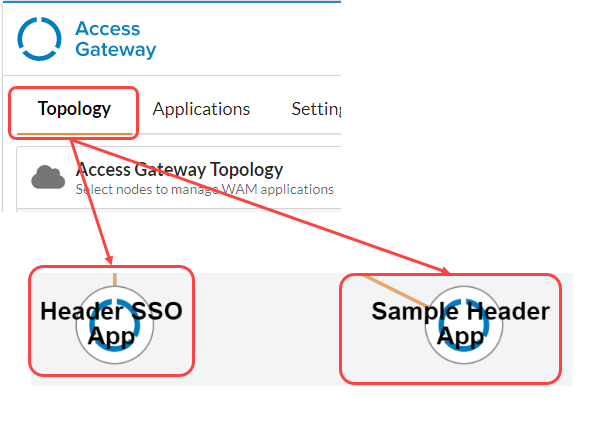 Access
Gateway
Topology
Applications
Settin
Access Gateway Topology
Select nodes to manage WAM applications
Header SSO
App
Sample Header
App